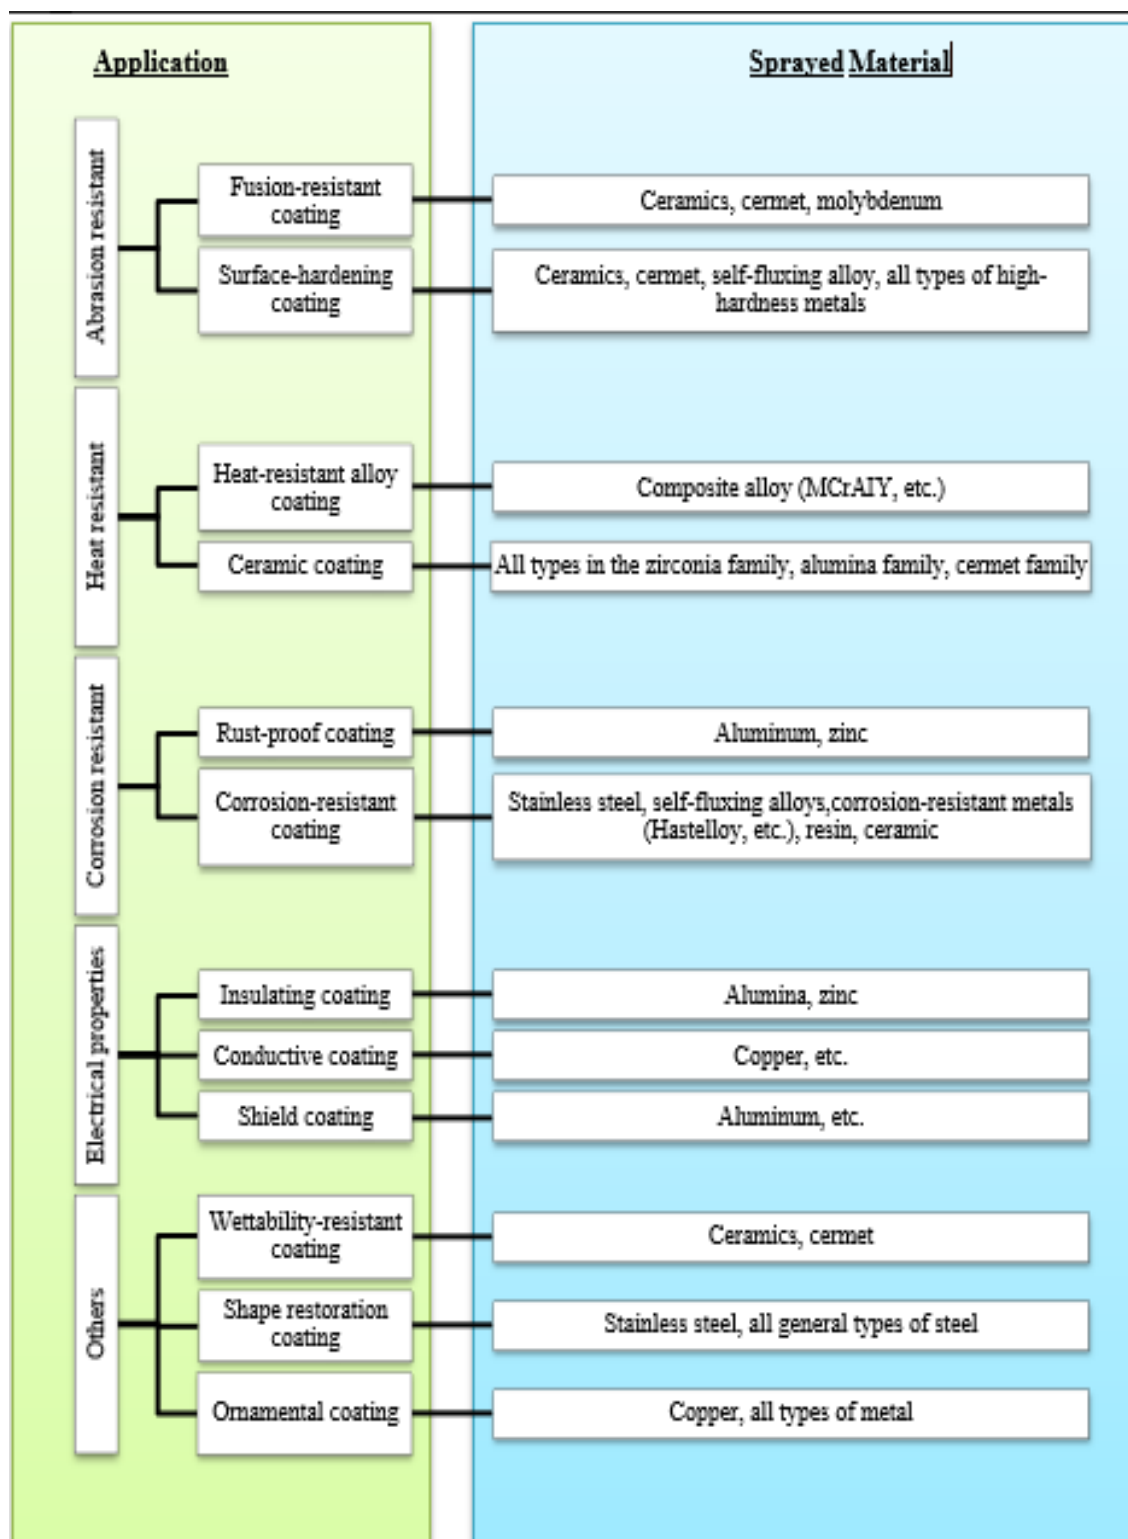 Application
Sprayed Material
Abrasion resistant
Fusion-resistant
coating
Ceramics, cermet, molybdenum
Surface-hardening
coating
Ceramics, cermet, self-fluxing alloy, all types of high-
hardness metals
Heat resistant
Heat-resistant alloy
coating
Composite alloy (MCrAIY, etc.)
Ceramic coating
All types in the zirconia family, alumina family, cermet family
Corrosion resistant
Rust-proof coating
Aluminum, zinc
Corrosion-resistant
coating
Stainless steel, self-fluxing alloys,corrosion-resistant metals
(Hastelloy, etc.), resin, ceramic
Electrical properties
Insulating coating
Alumina, zinc
Conductive coating
Copper, etc.
Shield coating
Aluminum, etc.
Others
Wettability-resistant
coating
Ceramics, cermet
Shape restoration
coating
Stainless steel, all general types of steel
Ornamental coating
Copper, all types of metal